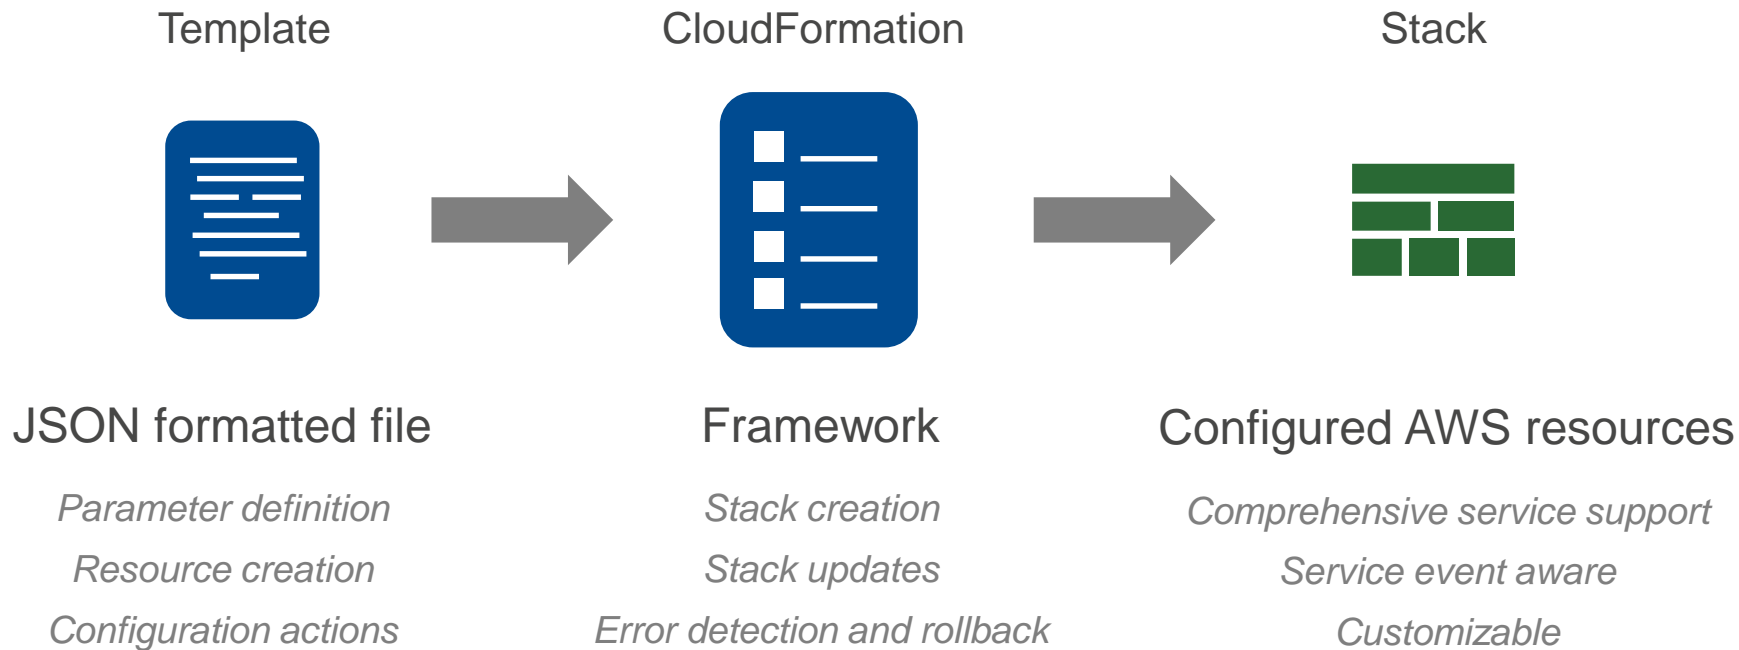 Template
CloudFormation
Stack
JSON formatted file
Framework
Configured AWS resources
Parameter definition
Resource creation
Configuration actions
Stack creation
Stack updates
Error detection and rollback
Comprehensive service support
Service event aware
Customizable